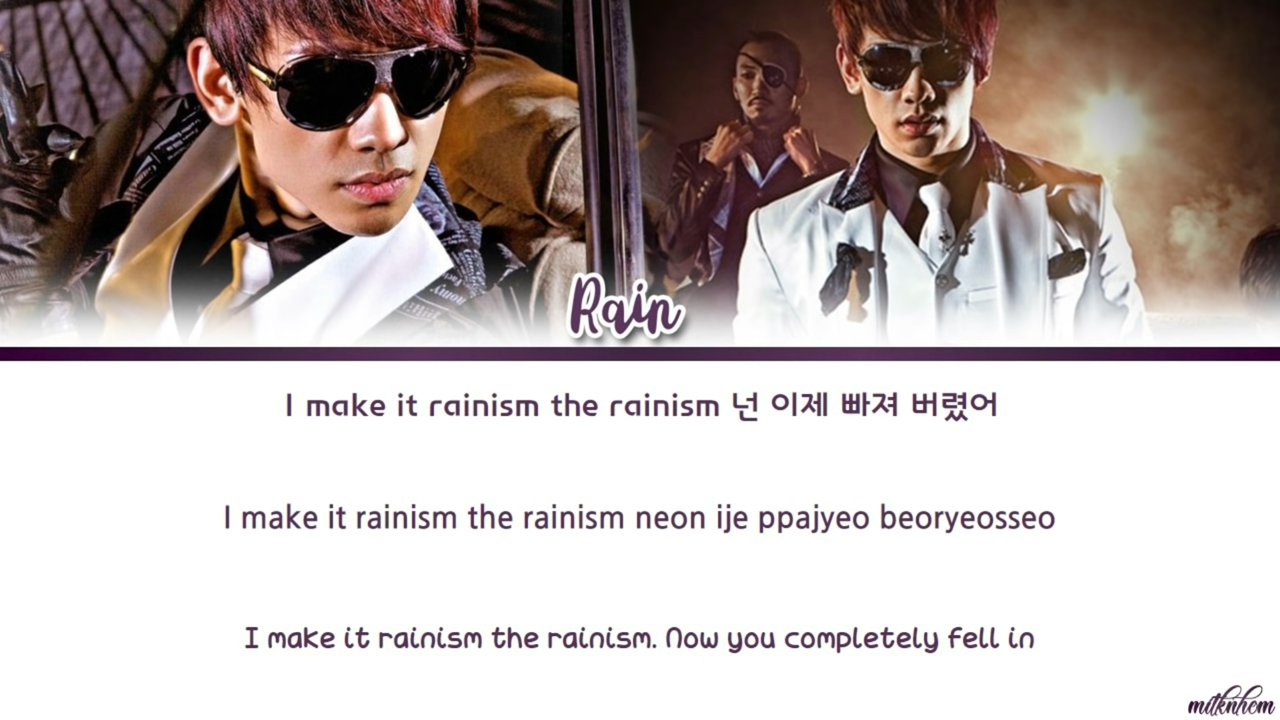 Rain
I make it rainism the rainism 넌 이제 빠져 버렸어
I make it rainism the rainism neon ije ppajyeo beoryeosseo
I make it rainism the rainism. Now you completely fell in
mitknhem